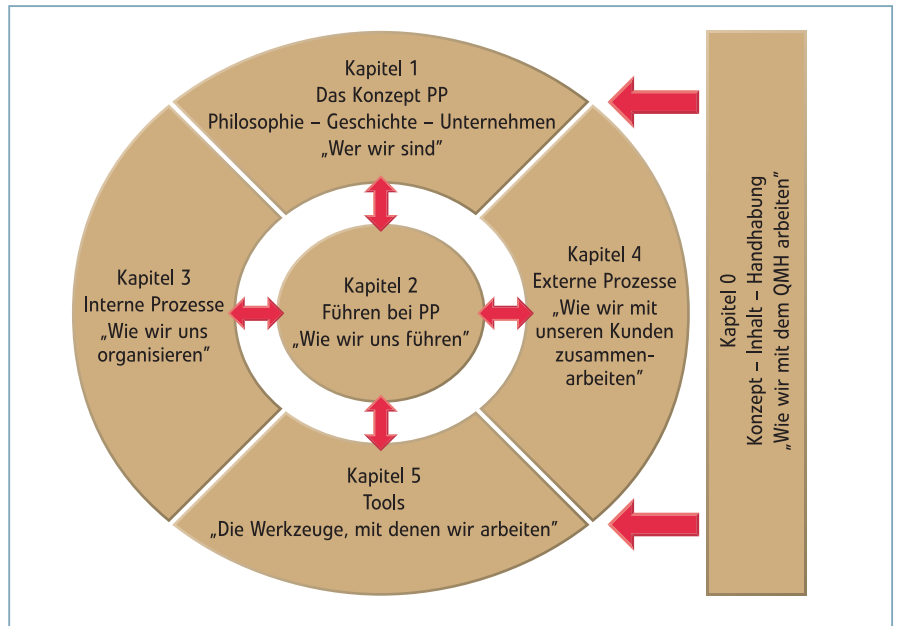 Kapitel 1
Das Konzept PP
Philosophie – Geschichte – Unternehmen
„Wer wir sind”
Kapitel 3
Interne Prozesse
„Wie wir uns
organisieren”
Kapitel 2
Führen bei PP
„Wie wir uns führen”
Kapitel 4
Externe Prozesse
„Wie wir mit
unseren Kunden
zusammen-
arbeiten”
Kapitel 5
Tools
„Die Werkzeuge, mit denen wir arbeiten”
Kapitel 0
Konzept – Inhalt – Handhabung
„Wie wir mit dem QMH arbeiten”